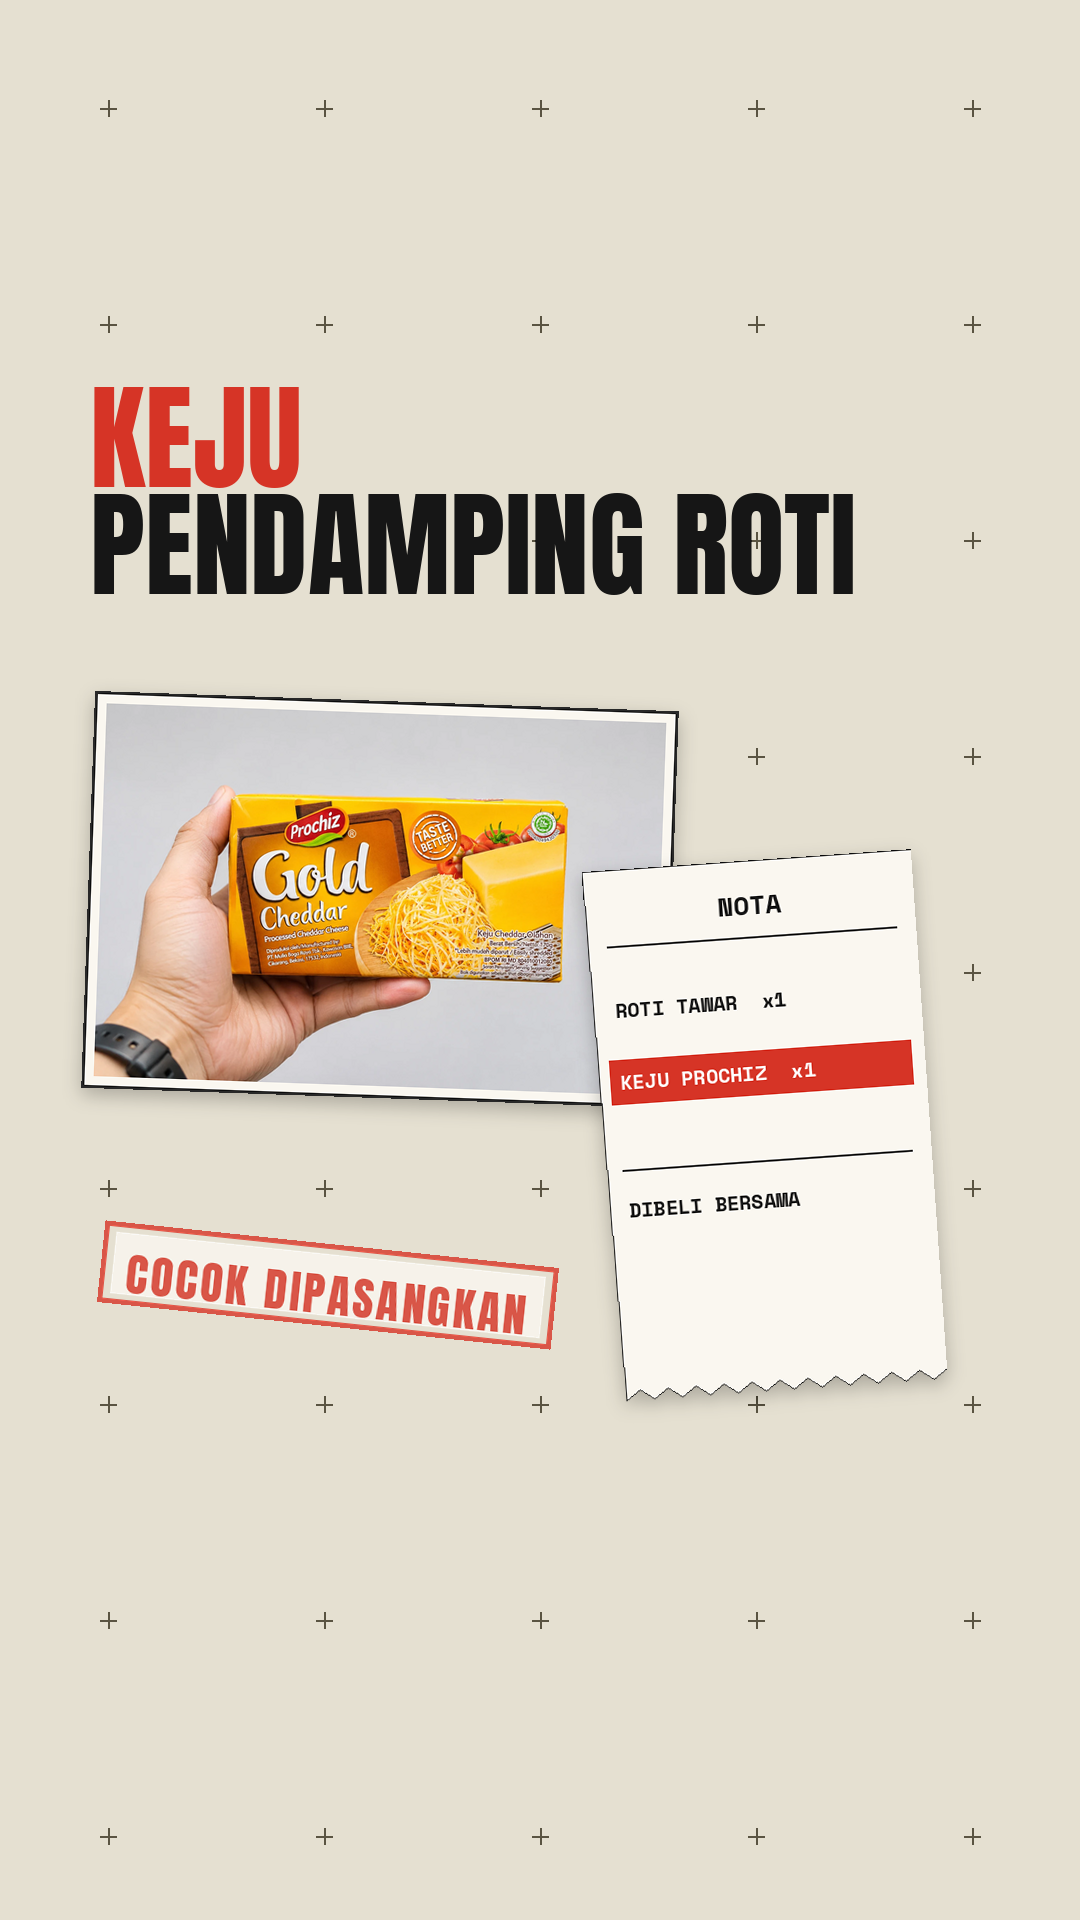 KEJU
PENDAMPING ROTI
Prochiz
Gold
Cheddar
Processed Cheddar Cheese
TASTE
BETTER
Keju Cheddar Olahan
NOTA
ROTI TAWAR x1
KEJU PROCHIZ x1
DIBELI BERSAMA
COCOK DIPASANGKAN